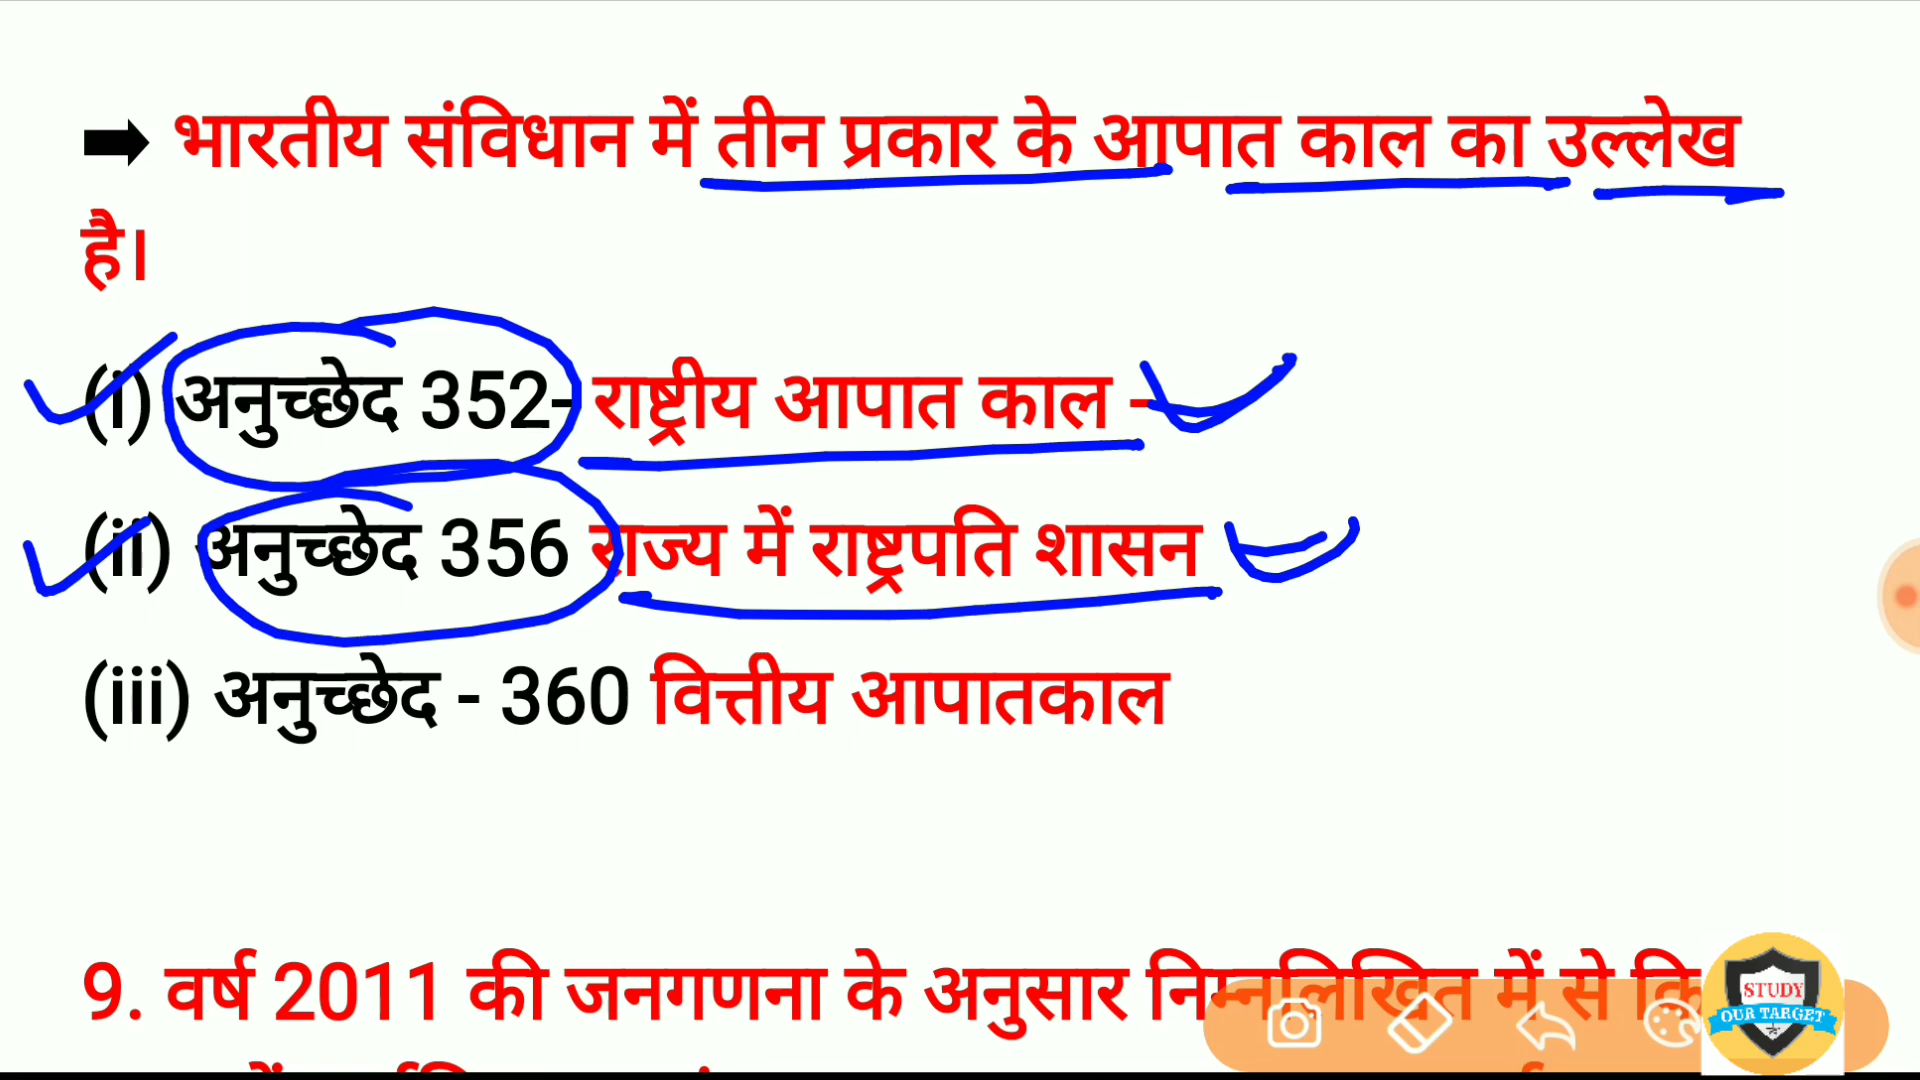 ➡ भारतीय संविधान में तीन प्रकार के आपात काल का उल्लेख
है।
(i) अनुच्छेद 352- राष्ट्रीय आपात काल -
(ii) अनुच्छेद 356 राज्य में राष्ट्रपति शासन
(iii) अनुच्छेद - 360 वित्तीय आपातकाल
9. वर्ष 2011 की जनगणना के अनुसार निम्नलिखित में से
STUDY
OUR TARGET